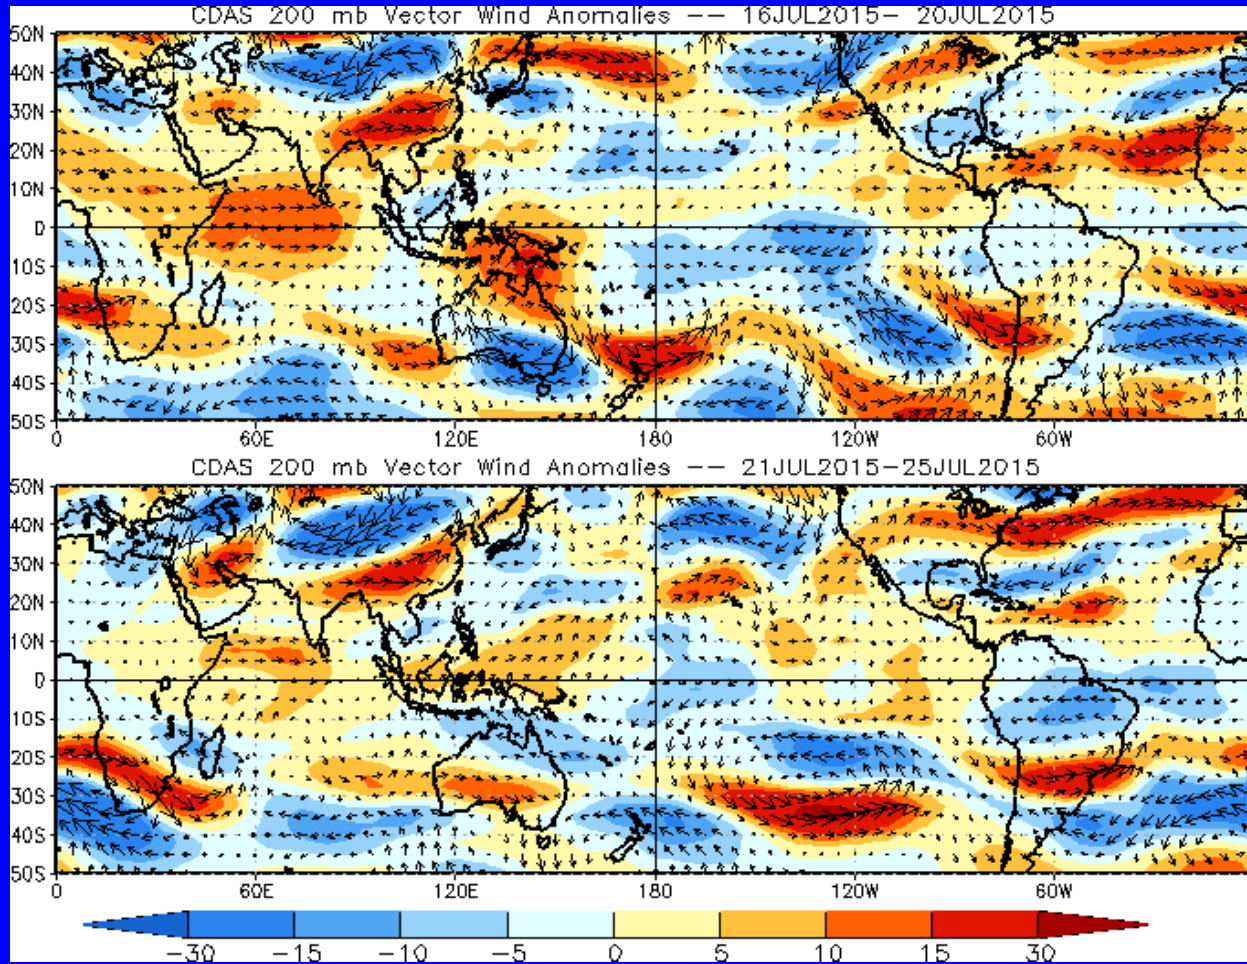 CDAS 200 mb Vector Wind Anomalies -- 16JUL2015- 20JUL2015
50N
40N
30N
20N
10N
0
10S
20S
30S
40S
50S
0 60E 120E 180 120W 60W
CDAS 200 mb Vector Wind Anomalies -- 21JUL2015-25JUL2015
50N
40N
30N
20N
10N
0
10S
20S
30S
40S
50S
0 60E 120E 180 120W 60W
-30 -15 -10 -5 0 5 10 15 30